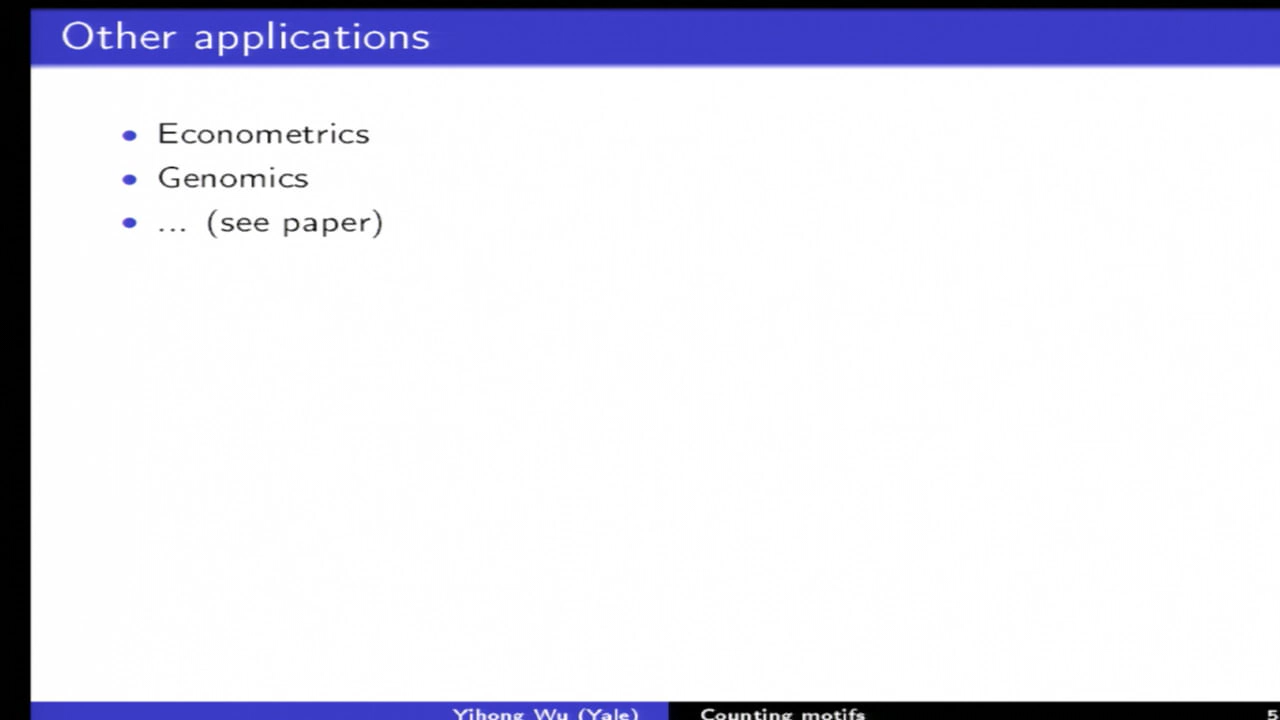 Other applications
Econometrics
Genomics
... (see paper)
Yihong Wu (Yale)
Counting motifs